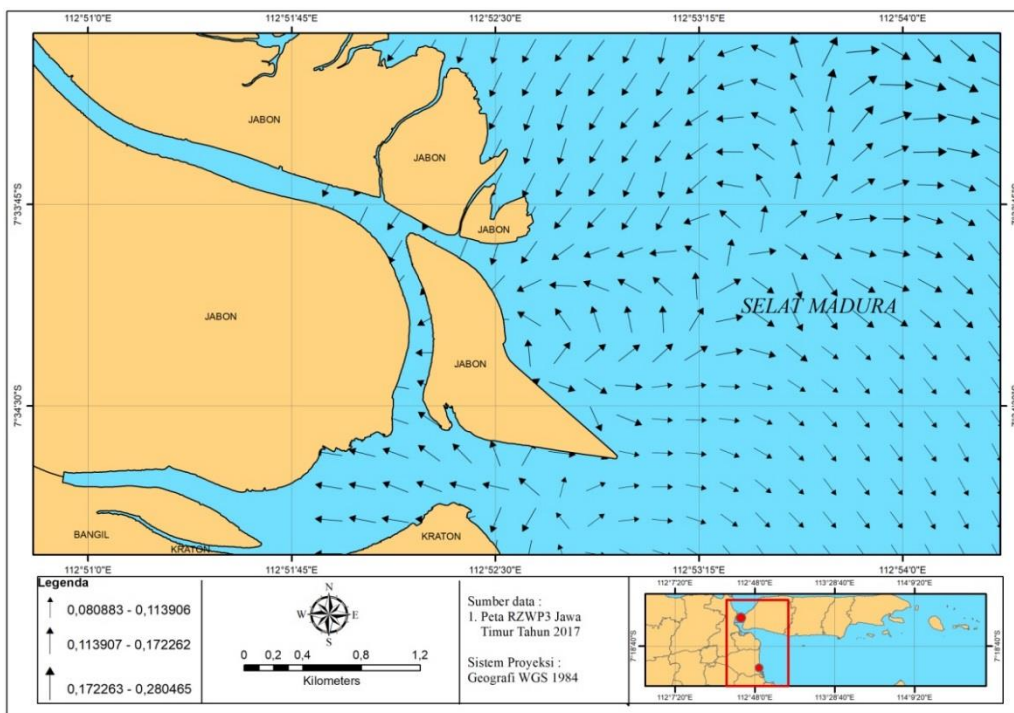 112°51'0"E 112°51'45"E 112°52'30"E 112°53'15"E 112°54'0"E
JABON
JABON
7°33'45"S
JABON
SELAT MADURA
JABON
JABON
7°34'30"S
BANGIL
KRATON
KRATON
112°51'0"E 112°51'45"E 112°52'30"E 112°53'15"E 112°54'0"E
Legenda
0,080883 - 0,113906
0,113907 - 0,172262
0,172263 - 0,280465
N
W E
S
0 0,2 0,4 0,8 1,2
Kilometers
Sumber data :
1. Peta RZWP3 Jawa
Timur Tahun 2017
Sistem Proyeksi :
Geografi WGS 1984
112°7'20"E 112°48'0"E 113°28'40"E 114°9'20"E
7°18'40"S
7°18'40"S
112°7'20"E 112°48'0"E 113°28'40"E 114°9'20"E